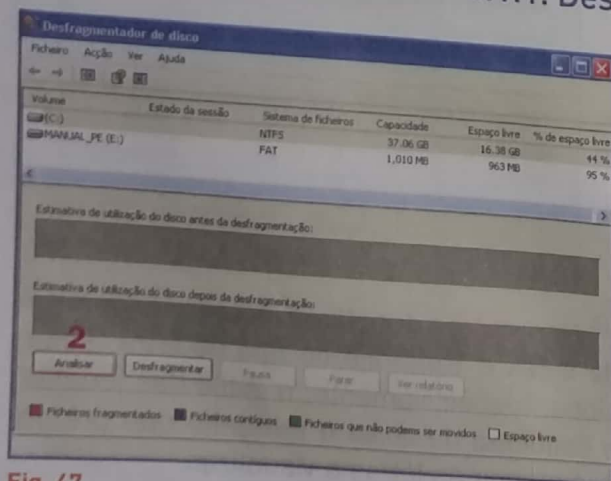 Desfragmentador de disco
Ficheiro Acção Ver Ajuda
Volume Estado da sessão Sistema de ficheiros Capacidade Espaço livre % de espaço livre
(C:) NTFS 37.06 GB 16.38 GB 44 %
MANUAL_PE (E:) FAT 1,010 MB 963 MB 95 %
Estimativa de utilização do disco antes da desfragmentação:
Estimativa de utilização do disco depois da desfragmentação:
2
Analisar Desfragmentar Pausa Parar Ver relatório
Ficheiros fragmentados Ficheiros contíguos Ficheiros que não podems ser movidos Espaço livre
Fig. 47